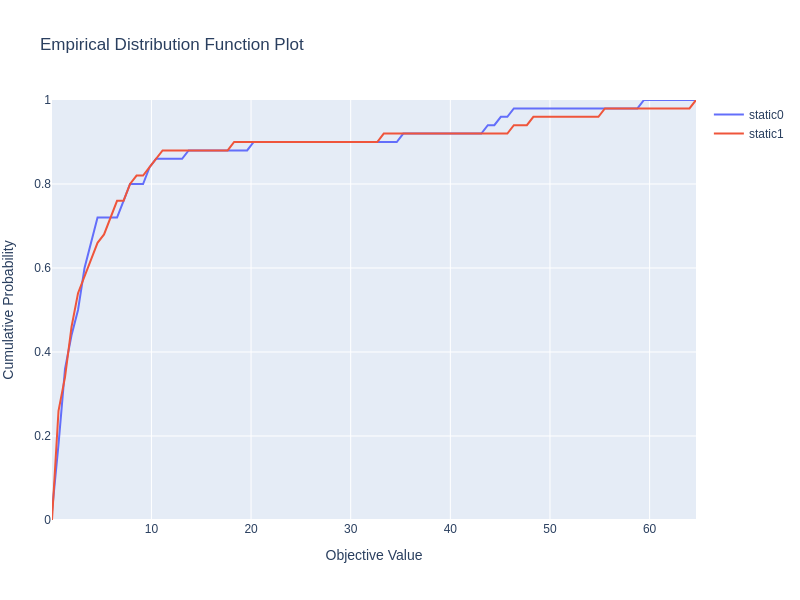 Empirical Distribution Function Plot
1
0.8
0.6
0.4
0.2
0
10
20
30
40
50
60
Cumulative Probability
Objective Value
static0
static1